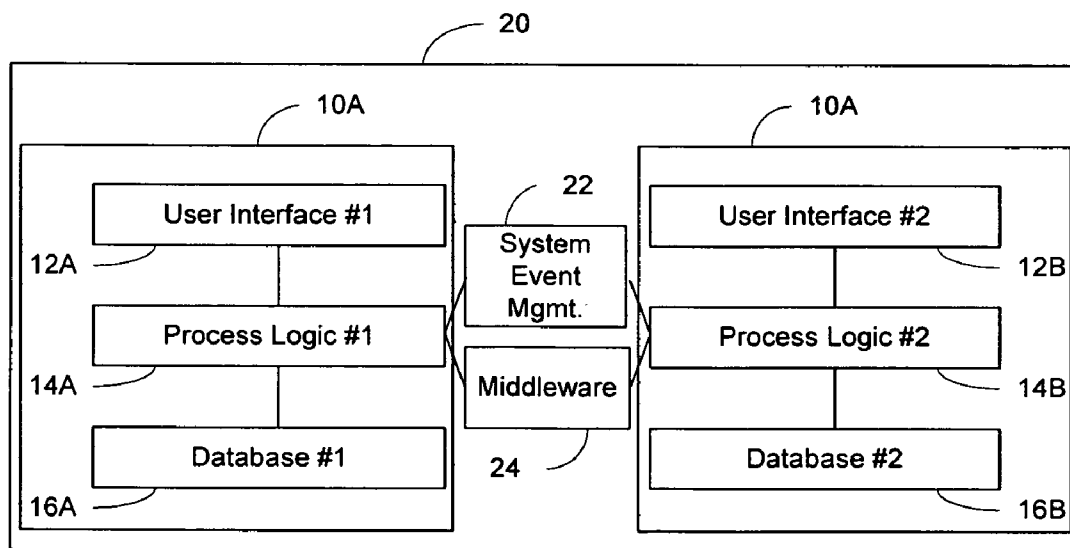 20
10A
10A
22
User Interface #1
User Interface #2
System
Event
Mgmt.
12A
12B
Process Logic #1
Process Logic #2
14A
Middleware
14B
Database #1
24
Database #2
16A
16B